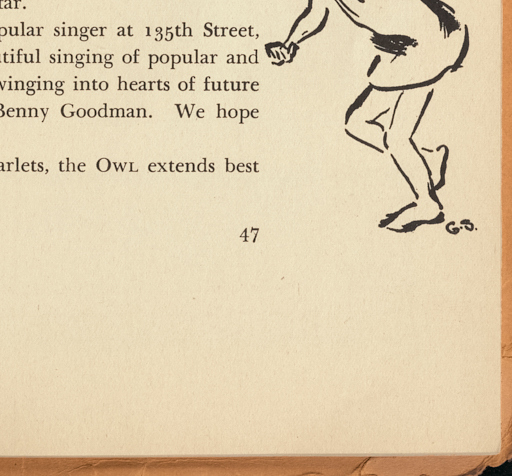 tar.
pular singer at 135th Street,
tiful singing of popular and
winging into hearts of future
Benny Goodman. We hope
arlets, the OWL extends best
47
G.S.